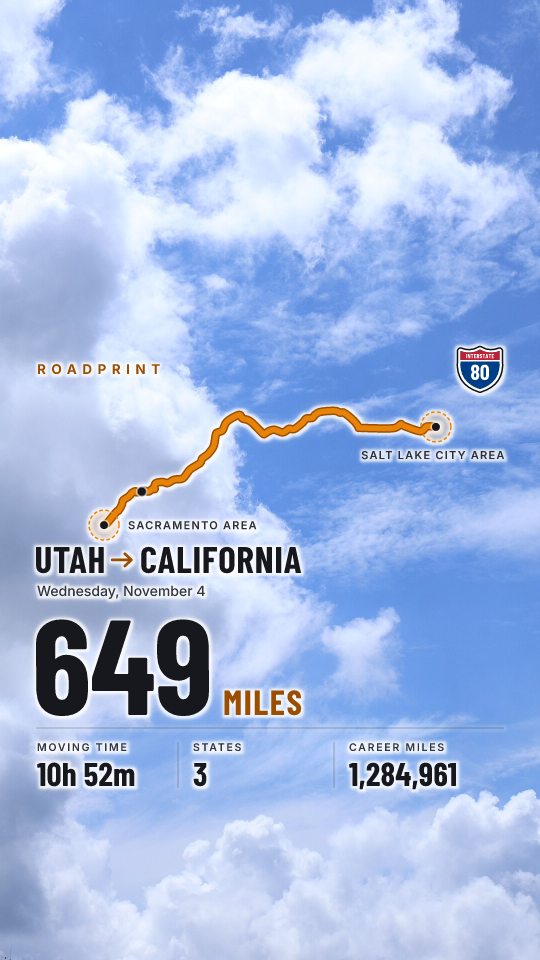 ROADPRINT
INTERSTATE
80
SALT LAKE CITY AREA
SACRAMENTO AREA
UTAH → CALIFORNIA
Wednesday, November 4
649 MILES
MOVING TIME STATES CAREER MILES
10h 52m 3 1,284,961